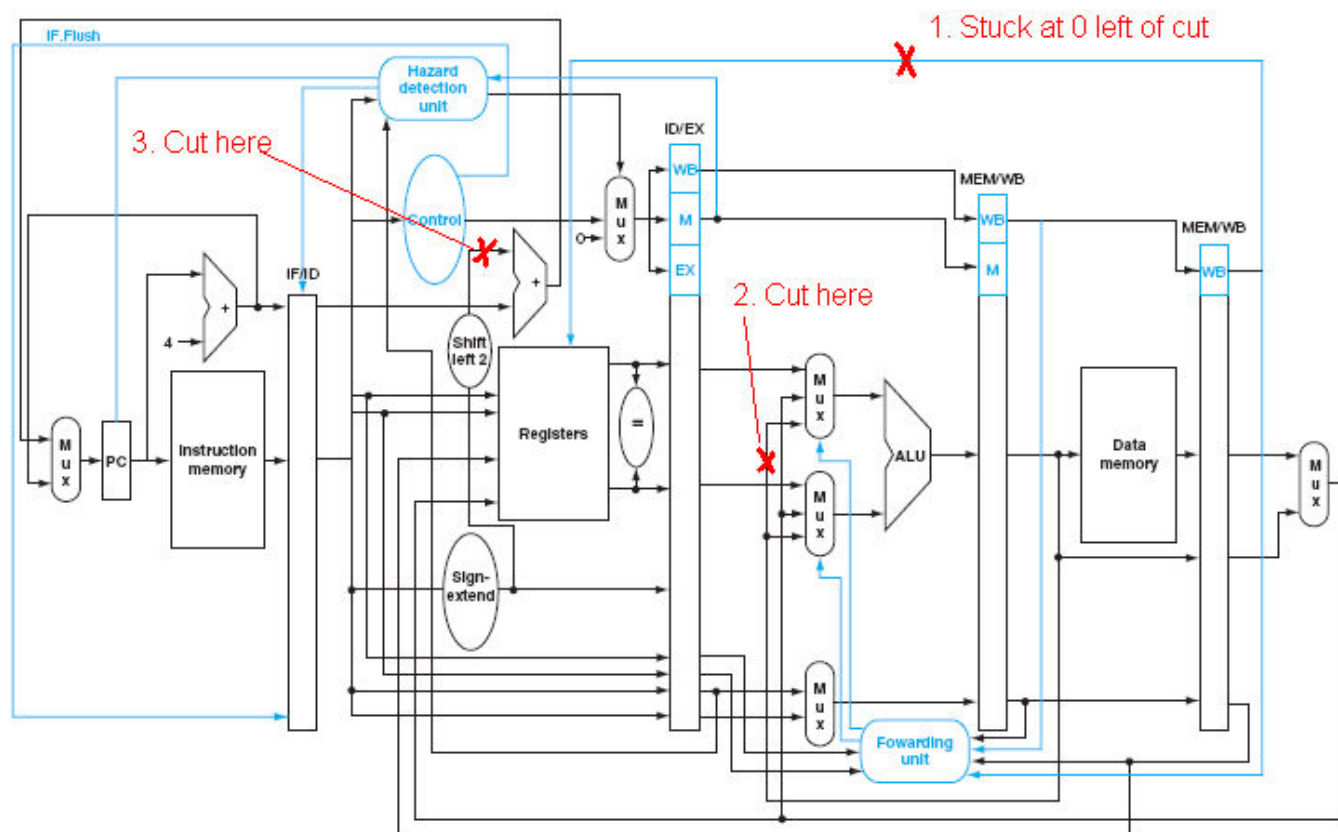 1. Stuck at 0 left of cut
IF.Flush
Hazard
detection
unit
3. Cut here
ID/EX
WB
M
u
x
Control
M
0
EX
MEM/WB
WB
M
MEM/WB
WB
IF/ID
+
+
4
2. Cut here
Shift
left 2
M
u
x
PC
Instruction
memory
Registers
=
M
u
x
M
u
x
ALU
Data
memory
M
u
x
Sign-
extend
M
u
x
Fowarding
unit